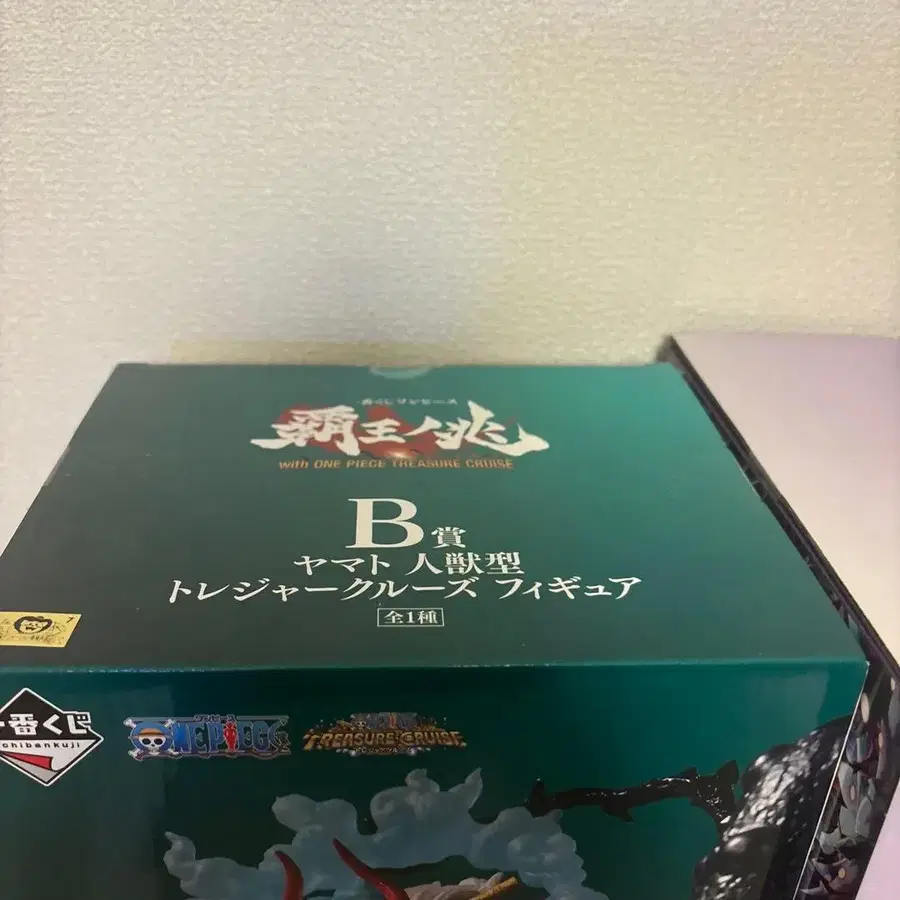 一番くじ ワンピース
覇王ノ兆
with ONE PIECE TREASURE CRUISE
B賞
ヤマト 人獣型
トレジャークルーズ フィギュア
全1種
一番くじ
ichibankuji
ONE PIECE
TREASURE CRUISE